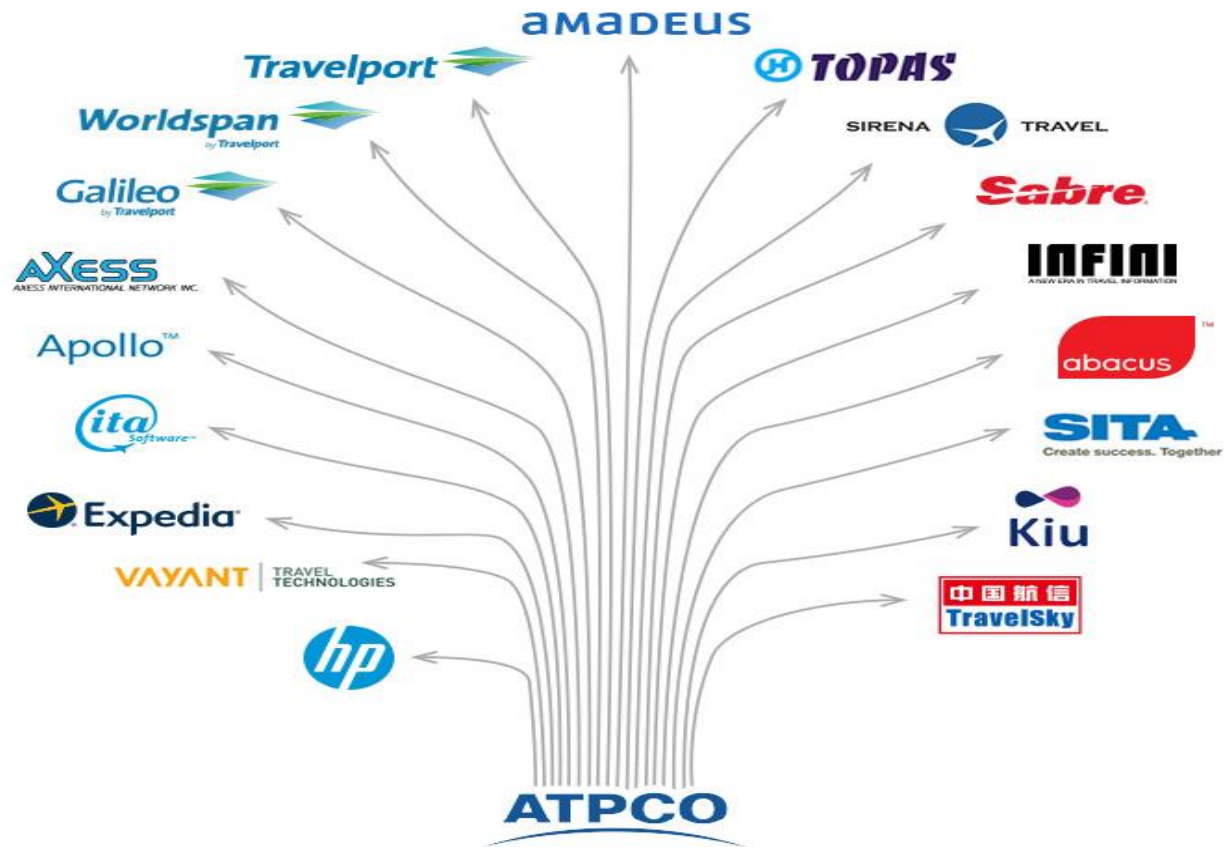 amadeus
Travelport
TOPAS
Worldspan
by Travelport
SIRENA TRAVEL
Galileo
by Travelport
Sabre
AXESS
AXESS INTERNATIONAL NETWORK INC.
INFINI
A NEW ERA IN TRAVEL INFORMATION
Apollo™
abacus™
ita
Software™
SITA
Create success. Together
Expedia®
Kiu
VAYANT TRAVEL
TECHNOLOGIES
中国航信
TravelSky
hp
ATPCO